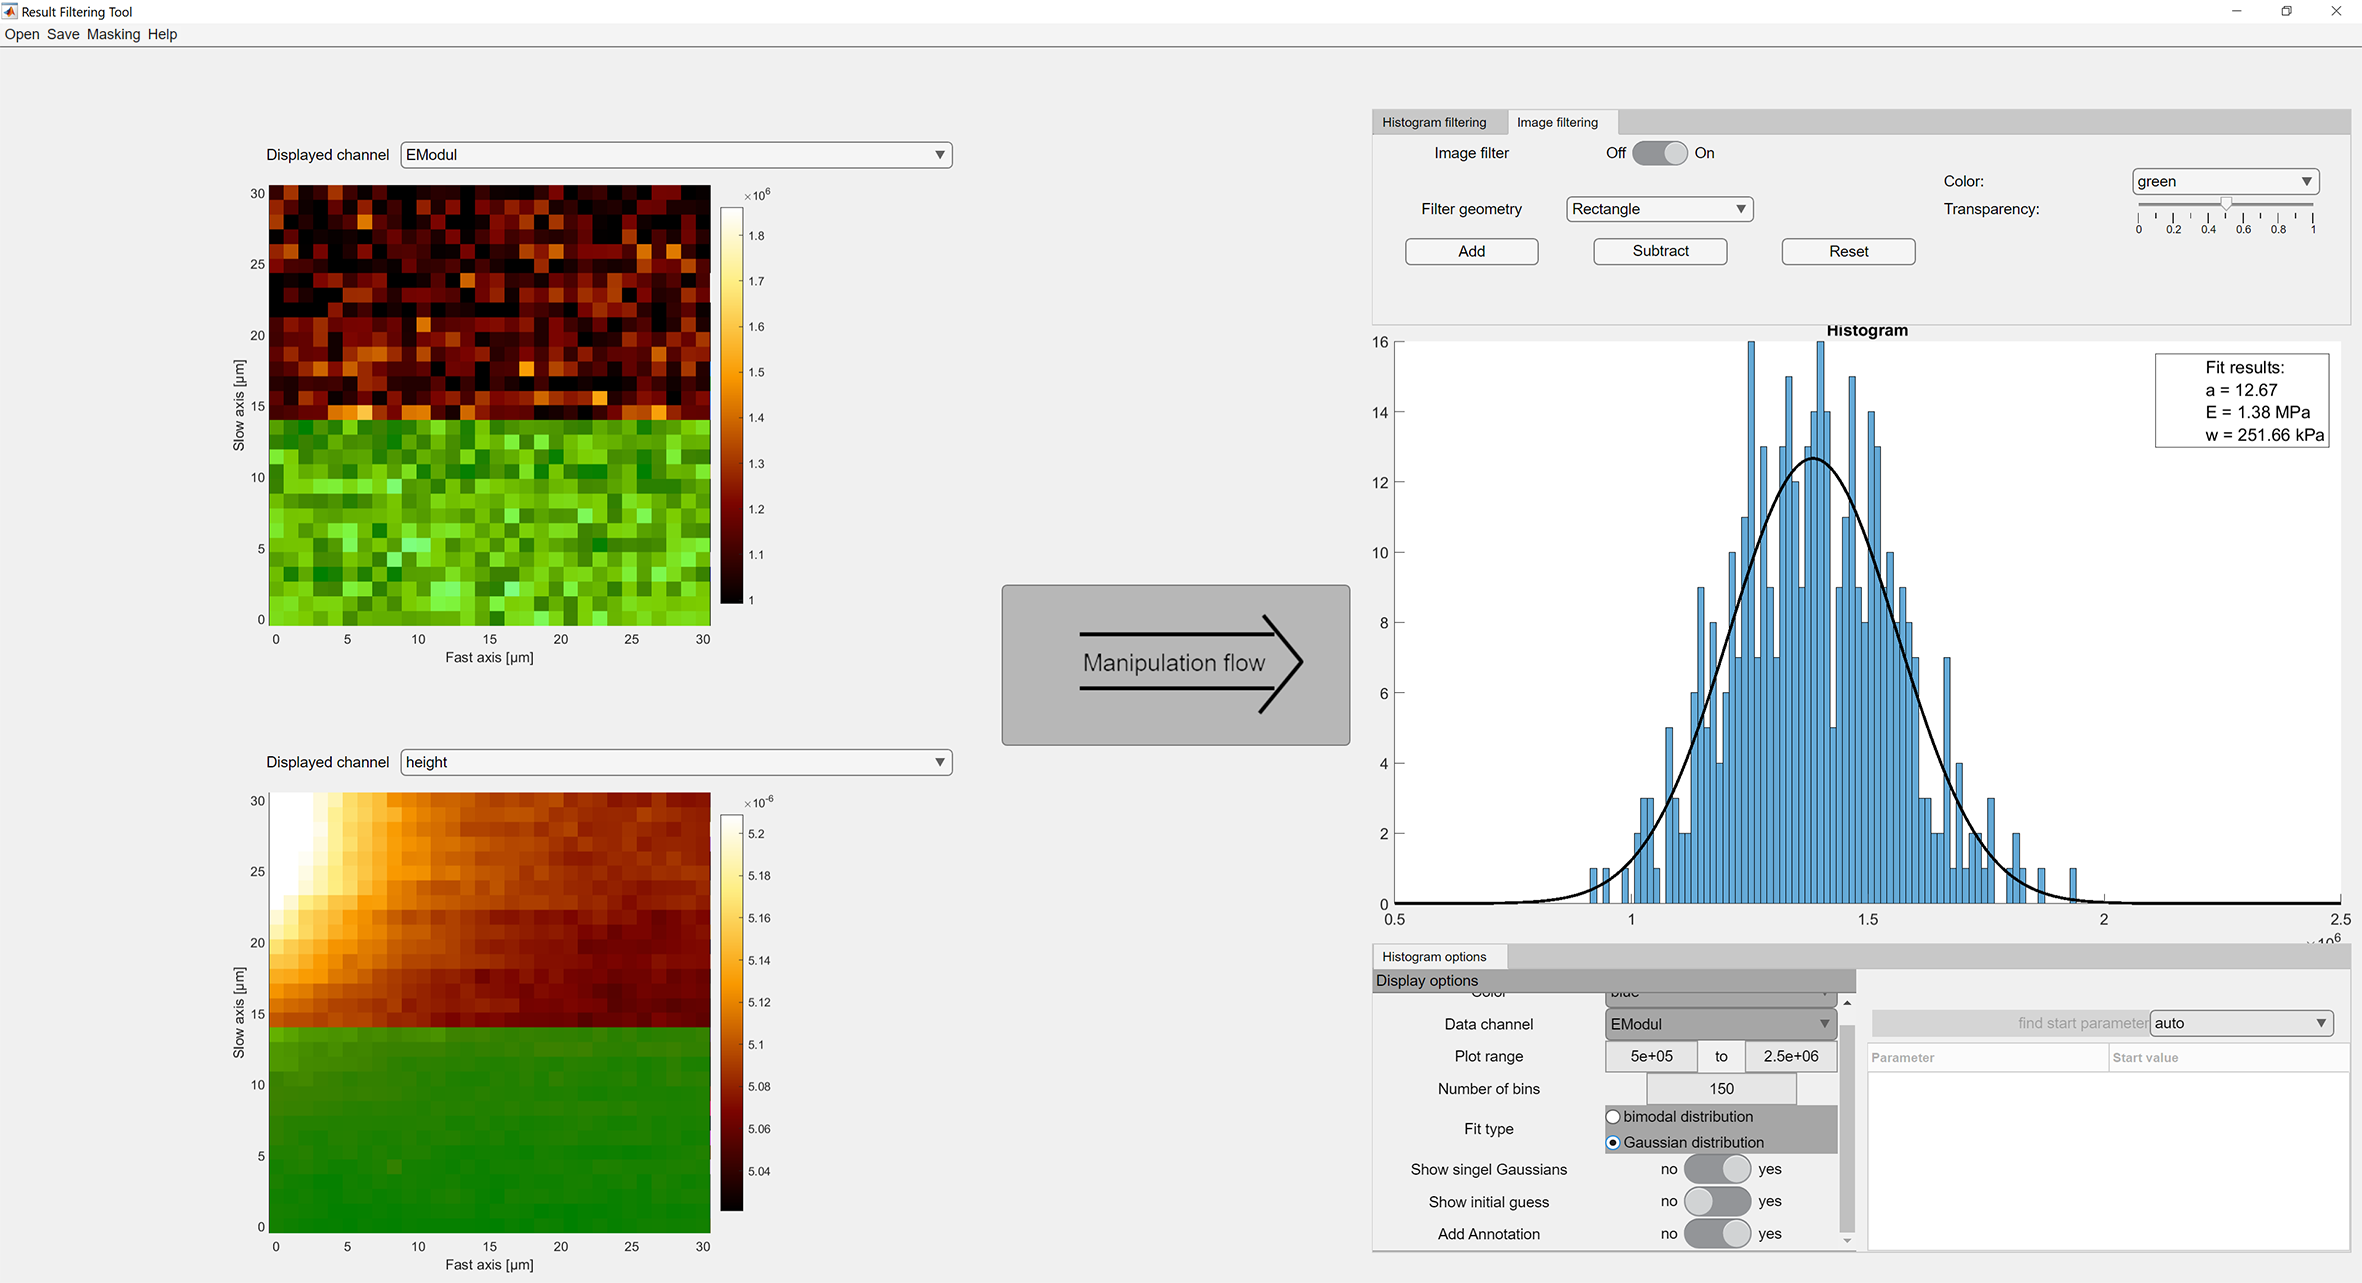 Result Filtering Tool
Open Save Masking Help
Displayed channel EModul
×10⁶
30
25
20
15
10
5
0
Slow axis [µm]
0 5 10 15 20 25 30
Fast axis [µm]
1.8
1.7
1.6
1.5
1.4
1.3
1.2
1.1
1
Displayed channel height
×10⁻⁶
30
25
20
15
10
5
0
Slow axis [µm]
0 5 10 15 20 25 30
Fast axis [µm]
5.2
5.18
5.16
5.14
5.12
5.1
5.08
5.06
5.04
Manipulation flow
Histogram filtering Image filtering
Image filter Off On
Color: green
Filter geometry Rectangle
Transparency:
0 0.2 0.4 0.6 0.8 1
Add Subtract Reset
Histogram
16
14
12
10
8
6
4
2
0
0.5 1 1.5 2 2.5
×10⁶
Fit results:
a = 12.67
E = 1.38 MPa
w = 251.66 kPa
Histogram options
Display options
Color blue
Data channel EModul
Plot range 5e+05 to 2.5e+06
Number of bins 150
Fit type
bimodal distribution
Gaussian distribution
Show singel Gaussians no yes
Show initial guess no yes
Add Annotation no yes
find start parameter auto
Parameter Start value